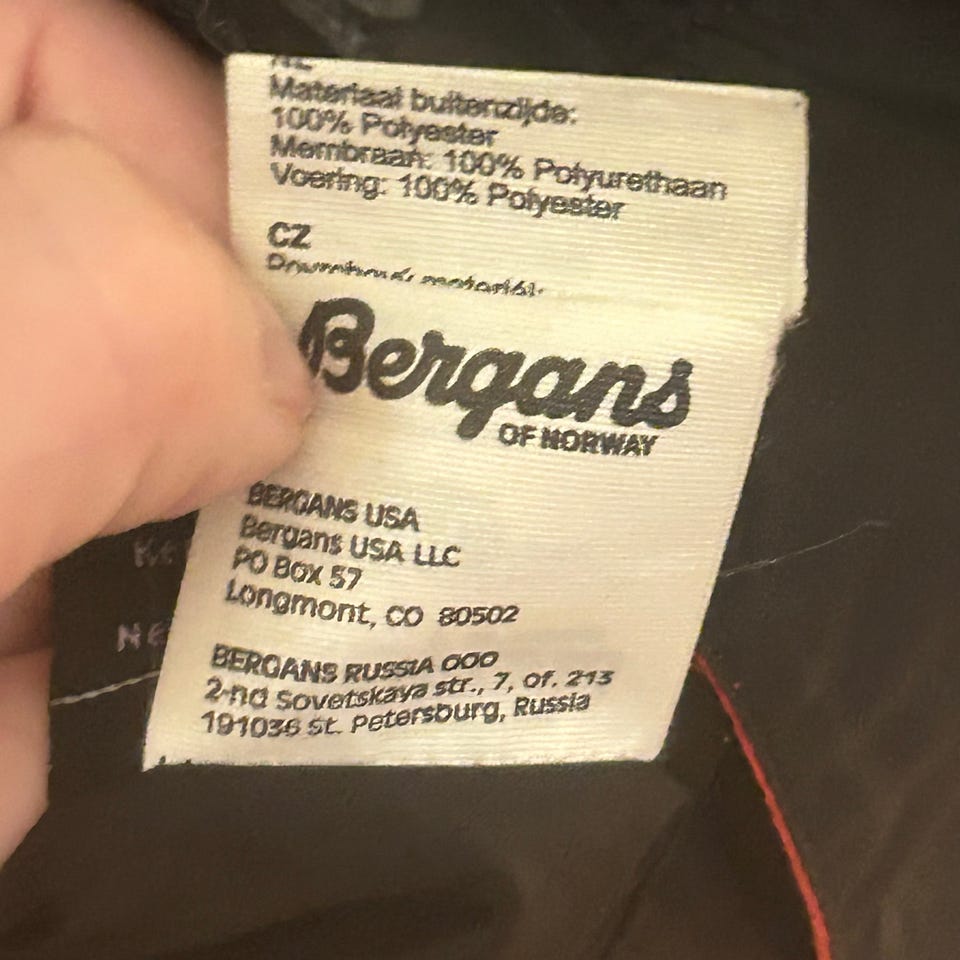 NL
Materiaal buitenzijde:
100% Polyester
Membraan: 100% Polyurethaan
Voering: 100% Polyester
CZ
Bergans
OF NORWAY
BERGANS USA
Bergans USA LLC
PO Box 57
Longmont, CO 80502
BERGANS RUSSIA OOO
2-nd Sovetskaya str., 7, of. 213
191036 St. Petersburg, Russia
NE